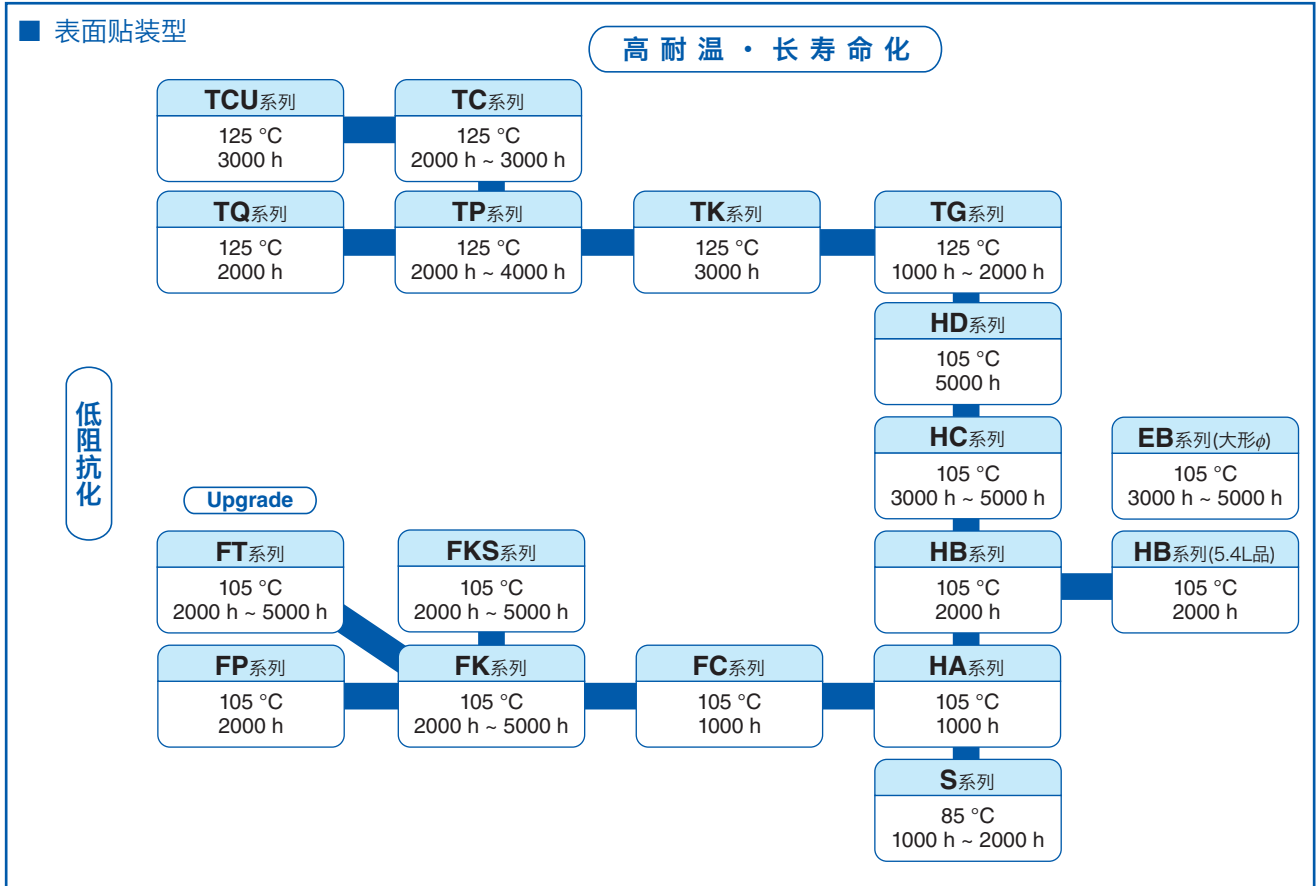 ■ 表面贴装型
高耐温・长寿命化
TCU系列
125 °C
3000 h
TC系列
125 °C
2000 h ~ 3000 h
TQ系列
125 °C
2000 h
TP系列
125 °C
2000 h ~ 4000 h
TK系列
125 °C
3000 h
TG系列
125 °C
1000 h ~ 2000 h
HD系列
105 °C
5000 h
低阻抗化
HC系列
105 °C
3000 h ~ 5000 h
EB系列(大形ϕ)
105 °C
3000 h ~ 5000 h
Upgrade
FT系列
105 °C
2000 h ~ 5000 h
FKS系列
105 °C
2000 h ~ 5000 h
HB系列
105 °C
2000 h
HB系列(5.4L品)
105 °C
2000 h
FP系列
105 °C
2000 h
FK系列
105 °C
2000 h ~ 5000 h
FC系列
105 °C
1000 h
HA系列
105 °C
1000 h
S系列
85 °C
1000 h ~ 2000 h